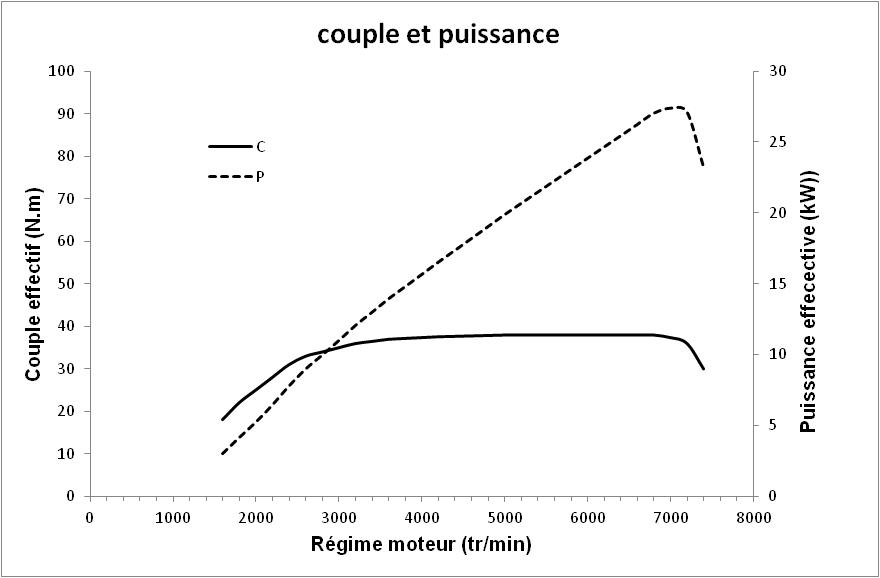 couple et puissance
100
90
80
70
60
50
40
30
20
10
0
Couple effectif (N.m)
C
P
30
25
20
15
10
5
0
Puissance effecective (kW))
0 1000 2000 3000 4000 5000 6000 7000 8000
Régime moteur (tr/min)